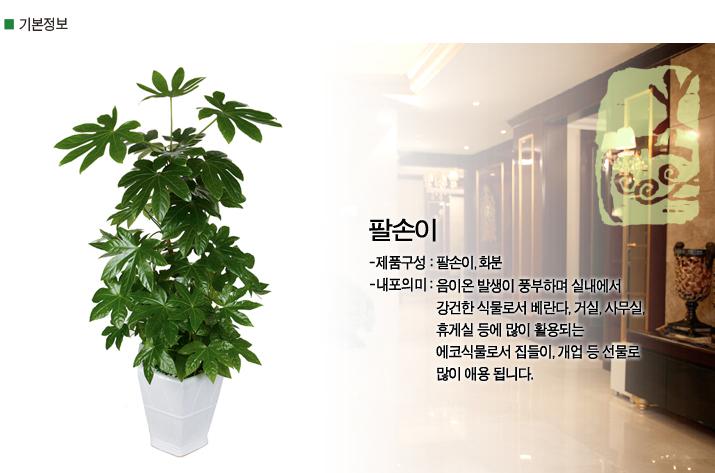 기본정보
팔손이
-제품구성 : 팔손이, 화분
-내포의미 : 음이온 발생이 풍부하며 실내에서
강건한 식물로서 베란다, 거실, 사무실,
휴게실 등에 많이 활용되는
에코식물로서 집들이, 개업 등 선물로
많이 애용 됩니다.